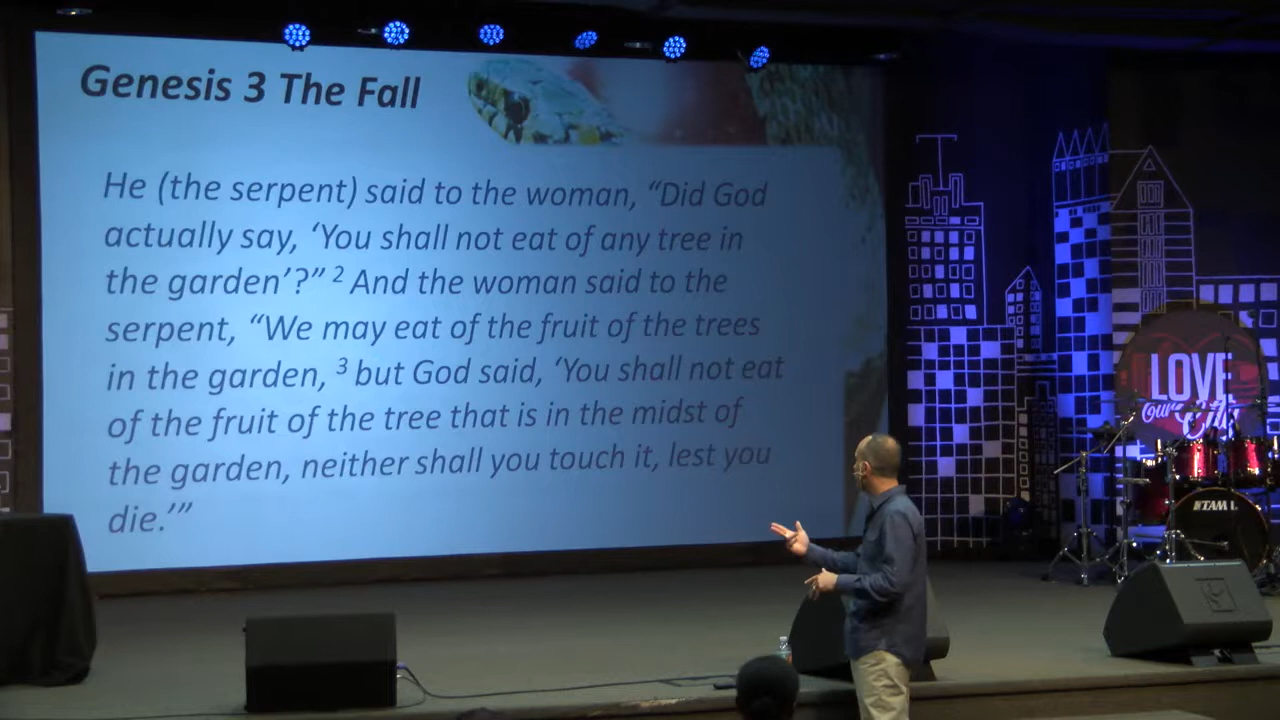 Genesis 3 The Fall
He (the serpent) said to the woman, “Did God
actually say, ‘You shall not eat of any tree in
the garden’?” ² And the woman said to the
serpent, “We may eat of the fruit of the trees
in the garden, ³ but God said, ‘You shall not eat
of the fruit of the tree that is in the midst of
the garden, neither shall you touch it, lest you
die.’”
LOVE
Our City
TAMA